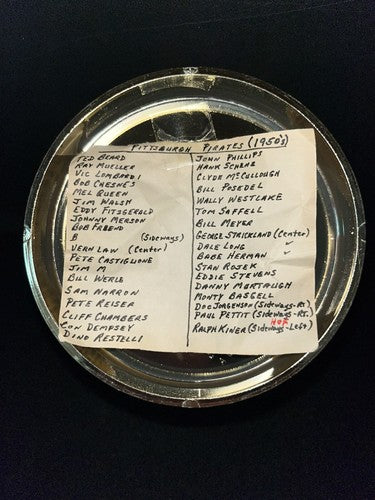 PITTSBURGH PIRATES (1950's)
TED BEARD
RAY MUELLER
VIC LOMBARDI
BOB CHESNES
MEL QUEEN
JIM WALSH
EDDY FITZGERALD
JOHNNY MERSON
BOB FRIEND
B (Sideways)
VERN LAW (Center)
PETE CASTIGLIONE
JIM M
BILL WERLE
SAM NARRON
PETE REISER
CLIFF CHAMBERS
CON DEMPSEY
DINO RESTELLI
JOHN PHILLIPS
HANK SCHENZ
CLYDE MCCULLOUGH
BILL POSEDEL
WALLY WESTLAKE
TOM SAFFELL
BILL MEYER
GEORGE STRICKLAND (Center)
DALE LONG ✓
BABE HERMAN ✓
STAN ROJEK
EDDIE STEVENS
DANNY MURTAUGH
MONTY BASGELL
DOC JORGENSON (Sideways-Rt.)
PAUL PETTIT (Sideways-Rt.)
HOF
RALPH KINER (Sideways-Left)